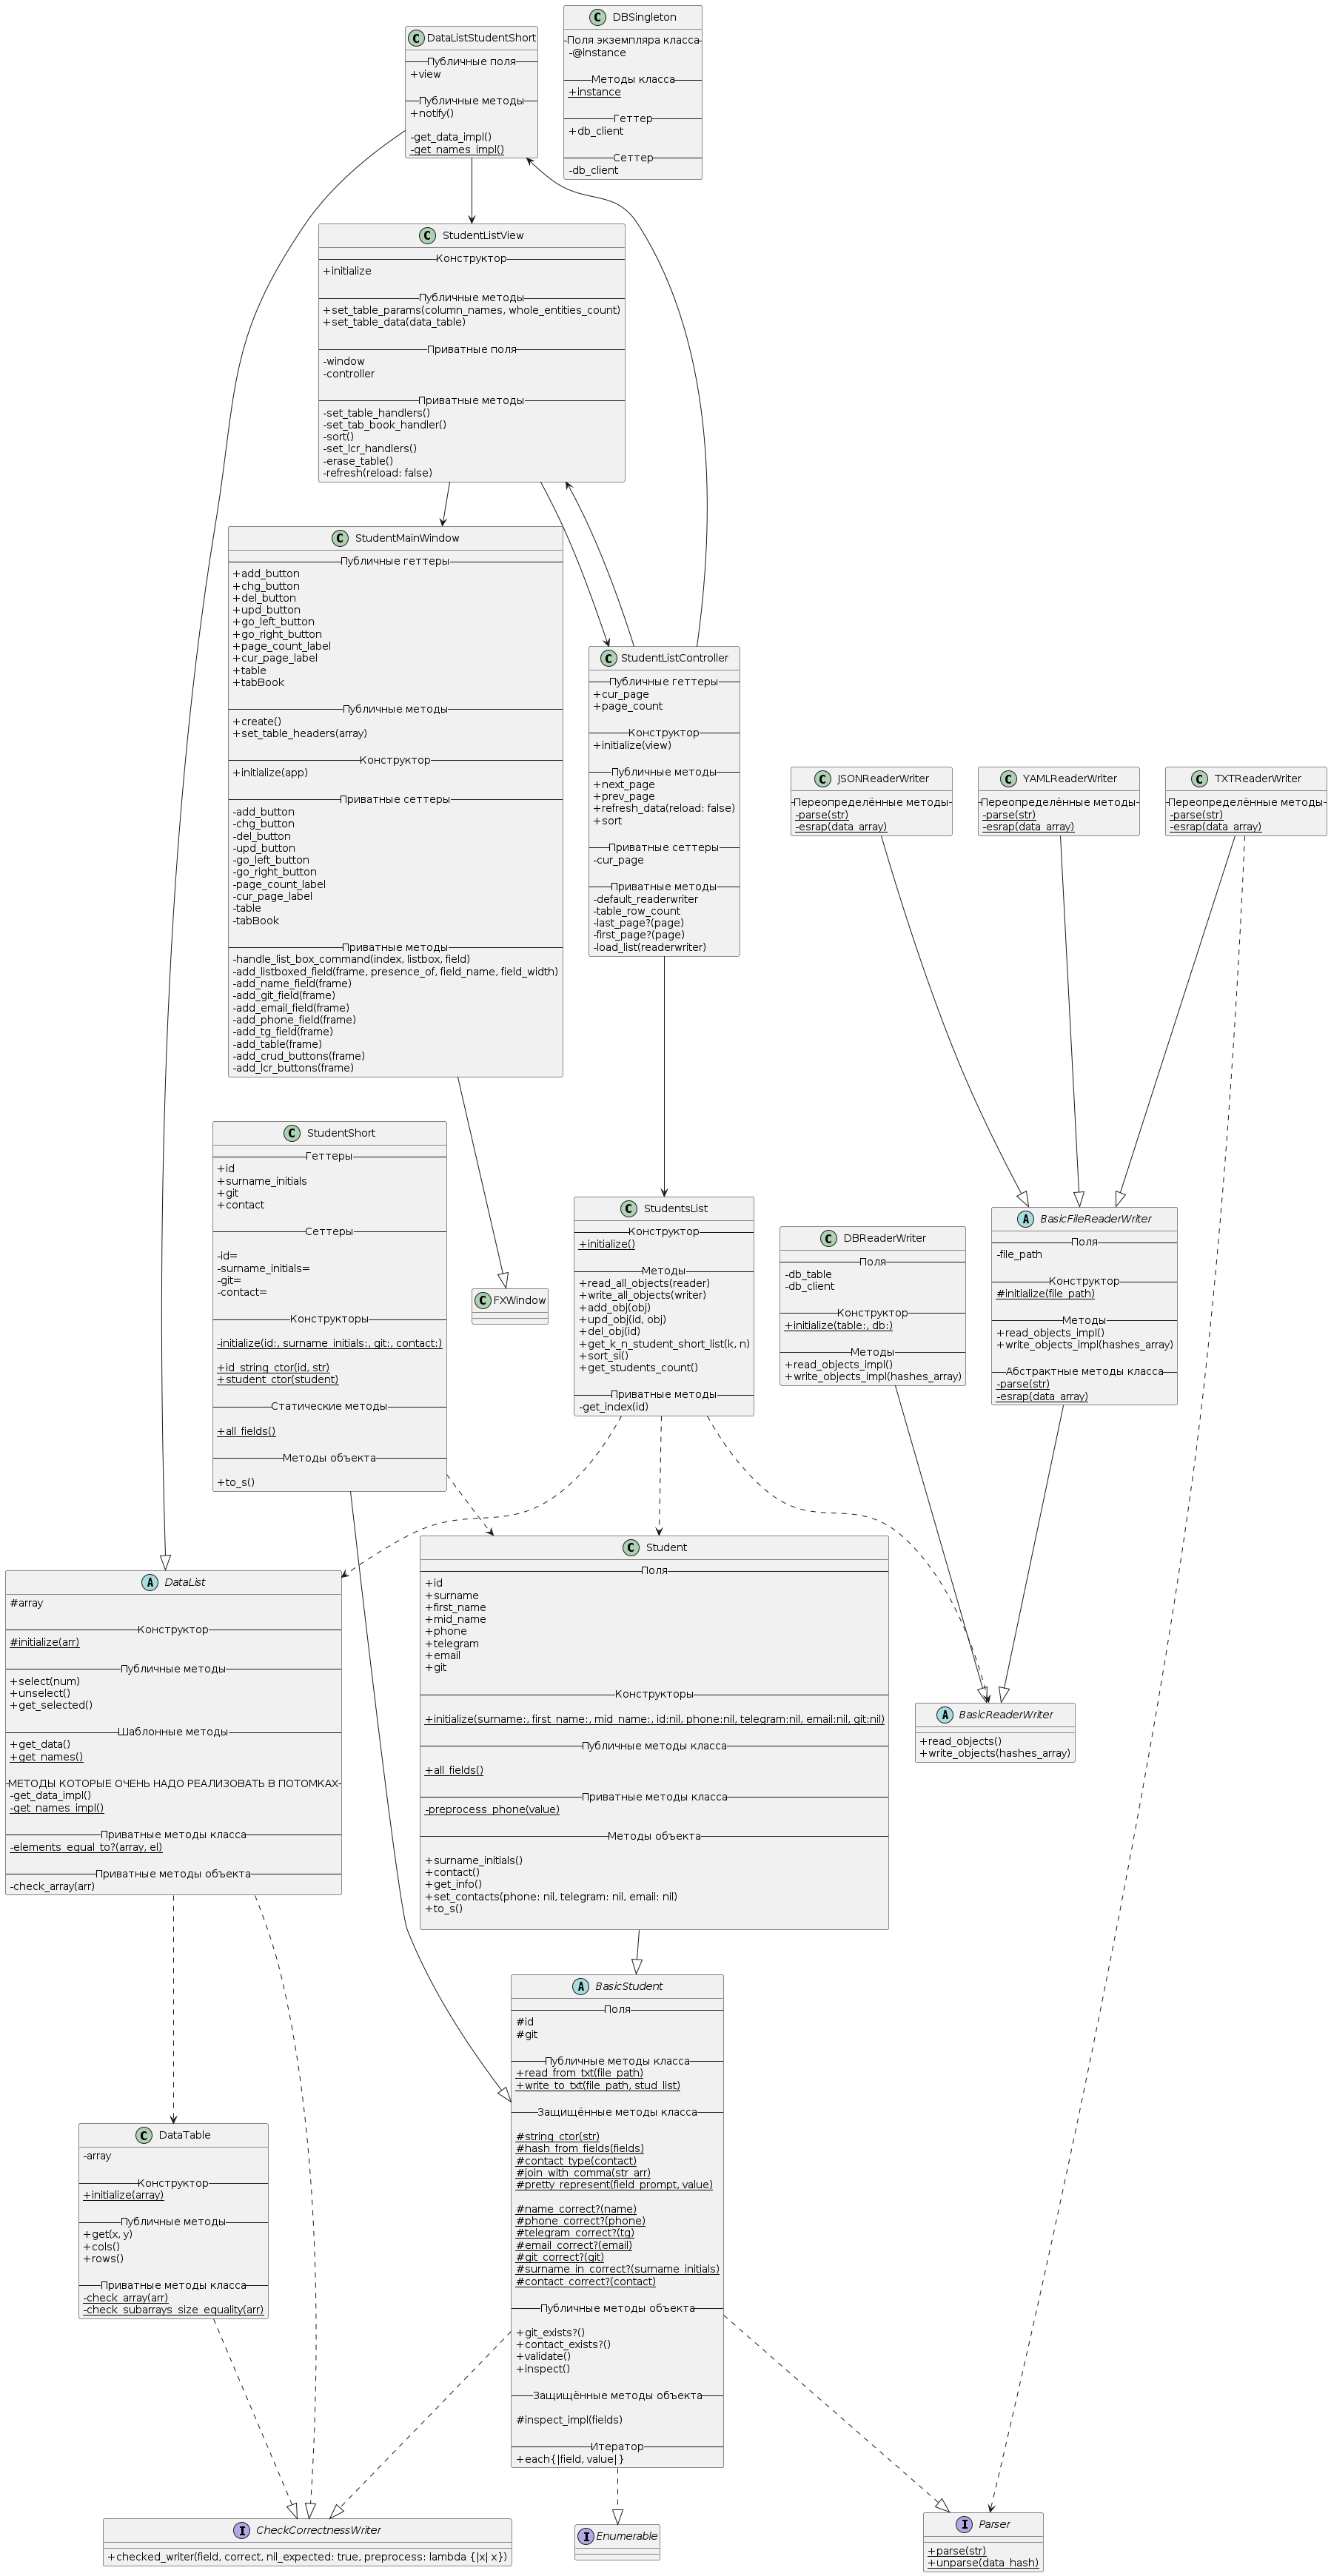 DataListStudentShort
Публичные поля
+view
Публичные методы
+notify()
-get_data_impl()
-get_names_impl()
DBSingleton
Поля экземпляра класса
-@instance
Методы класса
+instance
Геттер
+db_client
Сеттер
-db_client
StudentListView
Конструктор
+initialize
Публичные методы
+set_table_params(column_names, whole_entities_count)
+set_table_data(data_table)
Приватные поля
-window
-controller
Приватные методы
-set_table_handlers()
-set_tab_book_handler()
-sort()
-set_lcr_handlers()
-erase_table()
-refresh(reload: false)
StudentMainWindow
Публичные геттеры
+add_button
+chg_button
+del_button
+upd_button
+go_left_button
+go_right_button
+page_count_label
+cur_page_label
+table
+tabBook
Публичные методы
+create()
+set_table_headers(array)
Конструктор
+initialize(app)
Приватные сеттеры
-add_button
-chg_button
-del_button
-upd_button
-go_left_button
-go_right_button
-page_count_label
-cur_page_label
-table
-tabBook
Приватные методы
-handle_list_box_command(index, listbox, field)
-add_listboxed_field(frame, presence_of, field_name, field_width)
-add_name_field(frame)
-add_git_field(frame)
-add_email_field(frame)
-add_phone_field(frame)
-add_tg_field(frame)
-add_table(frame)
-add_crud_buttons(frame)
-add_lcr_buttons(frame)
StudentListController
Публичные геттеры
+cur_page
+page_count
Конструктор
+initialize(view)
Публичные методы
+next_page
+prev_page
+refresh_data(reload: false)
+sort
Приватные сеттеры
-cur_page
Приватные методы
-default_readerwriter
-table_row_count
-last_page?(page)
-first_page?(page)
-load_list(readerwriter)
JSONReaderWriter
Переопределённые методы
-parse(str)
-esrap(data_array)
YAMLReaderWriter
Переопределённые методы
-parse(str)
-esrap(data_array)
TXTReaderWriter
Переопределённые методы
-parse(str)
-esrap(data_array)
StudentShort
Геттеры
+id
+surname_initials
+git
+contact
Сеттеры
-id=
-surname_initials=
-git=
-contact=
Конструкторы
-initialize(id:, surname_initials:, git:, contact:)
+id_string_ctor(id, str)
+student_ctor(student)
Статические методы
+all_fields()
Методы объекта
+to_s()
FXWindow
StudentsList
Конструктор
+initialize()
Методы
+read_all_objects(reader)
+write_all_objects(writer)
+add_obj(obj)
+upd_obj(id, obj)
+del_obj(id)
+get_k_n_student_short_list(k, n)
+sort_si()
+get_students_count()
Приватные методы
-get_index(id)
DBReaderWriter
Поля
-db_table
-db_client
Конструктор
+initialize(table:, db:)
Методы
+read_objects_impl()
+write_objects_impl(hashes_array)
BasicFileReaderWriter
Поля
-file_path
Конструктор
#initialize(file_path)
Методы
+read_objects_impl()
+write_objects_impl(hashes_array)
Абстрактные методы класса
-parse(str)
-esrap(data_array)
DataList
#array
Конструктор
#initialize(arr)
Публичные методы
+select(num)
+unselect()
+get_selected()
Шаблонные методы
+get_data()
+get_names()
МЕТОДЫ КОТОРЫЕ ОЧЕНЬ НАДО РЕАЛИЗОВАТЬ В ПОТОМКАХ
-get_data_impl()
-get_names_impl()
Приватные методы класса
-elements_equal_to?(array, el)
Приватные методы объекта
-check_array(arr)
Student
Поля
+id
+surname
+first_name
+mid_name
+phone
+telegram
+email
+git
Конструкторы
+initialize(surname:, first_name:, mid_name:, id:nil, phone:nil, telegram:nil, email:nil, git:nil)
Публичные методы класса
+all_fields()
Приватные методы класса
-preprocess_phone(value)
Методы объекта
+surname_initials()
+contact()
+get_info()
+set_contacts(phone: nil, telegram: nil, email: nil)
+to_s()
BasicReaderWriter
+read_objects()
+write_objects(hashes_array)
BasicStudent
Поля
#id
#git
Публичные методы класса
+read_from_txt(file_path)
+write_to_txt(file_path, stud_list)
Защищённые методы класса
#string_ctor(str)
#hash_from_fields(fields)
#contact_type(contact)
#join_with_comma(str_arr)
#pretty_represent(field_prompt, value)
#name_correct?(name)
#phone_correct?(phone)
#telegram_correct?(tg)
#email_correct?(email)
#git_correct?(git)
#surname_in_correct?(surname_initials)
#contact_correct?(contact)
Публичные методы объекта
+git_exists?()
+contact_exists?()
+validate()
+inspect()
Защищённые методы объекта
#inspect_impl(fields)
Итератор
+each{|field, value|}
DataTable
-array
Конструктор
+initialize(array)
Публичные методы
+get(x, y)
+cols()
+rows()
Приватные методы класса
-check_array(arr)
-check_subarrays_size_equality(arr)
CheckCorrectnessWriter
+checked_writer(field, correct, nil_expected: true, preprocess: lambda {|x| x})
Enumerable
Parser
+parse(str)
+unparse(data_hash)